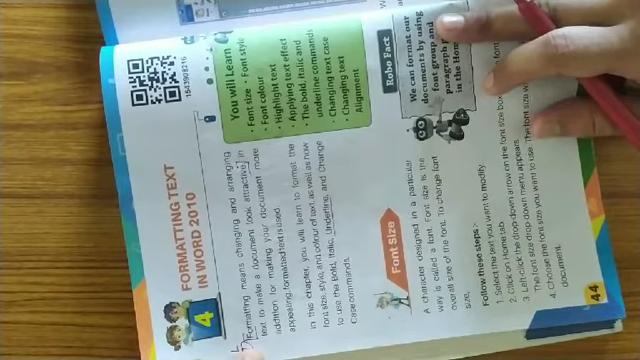 4
FORMATTING TEXT
IN WORD 2010
1543908216
You will Learn
• Font size • Font style
• Font colour
• Highlight text
• Applying text effect
• The bold, Italic and
underline commands
• Changing text case
• Changing text
Alignment
Formatting means changing and arranging
text to make a document look attractive, in
addition for making your document more
appealing, formatted text is used.
In this chapter, you will learn to format the
font size, style, and colour of text, as well as how
to use the Bold, Italic, Underline, and Change
Case commands.
Robo Fact
We can format our
documents by using
font group and
paragraph
in the Hom
Font Size
A character designed in a particular
way is called a font. Font size is the
overall size of the font. To change font
size,
Follow these steps:-
1. Select the text you want to modify
2. Click on Home tab
3. Left-click the drop-down arrow on the font size box
The font size drop down menu appears.
4. Choose the font size you want to use. The font size w
document.
44